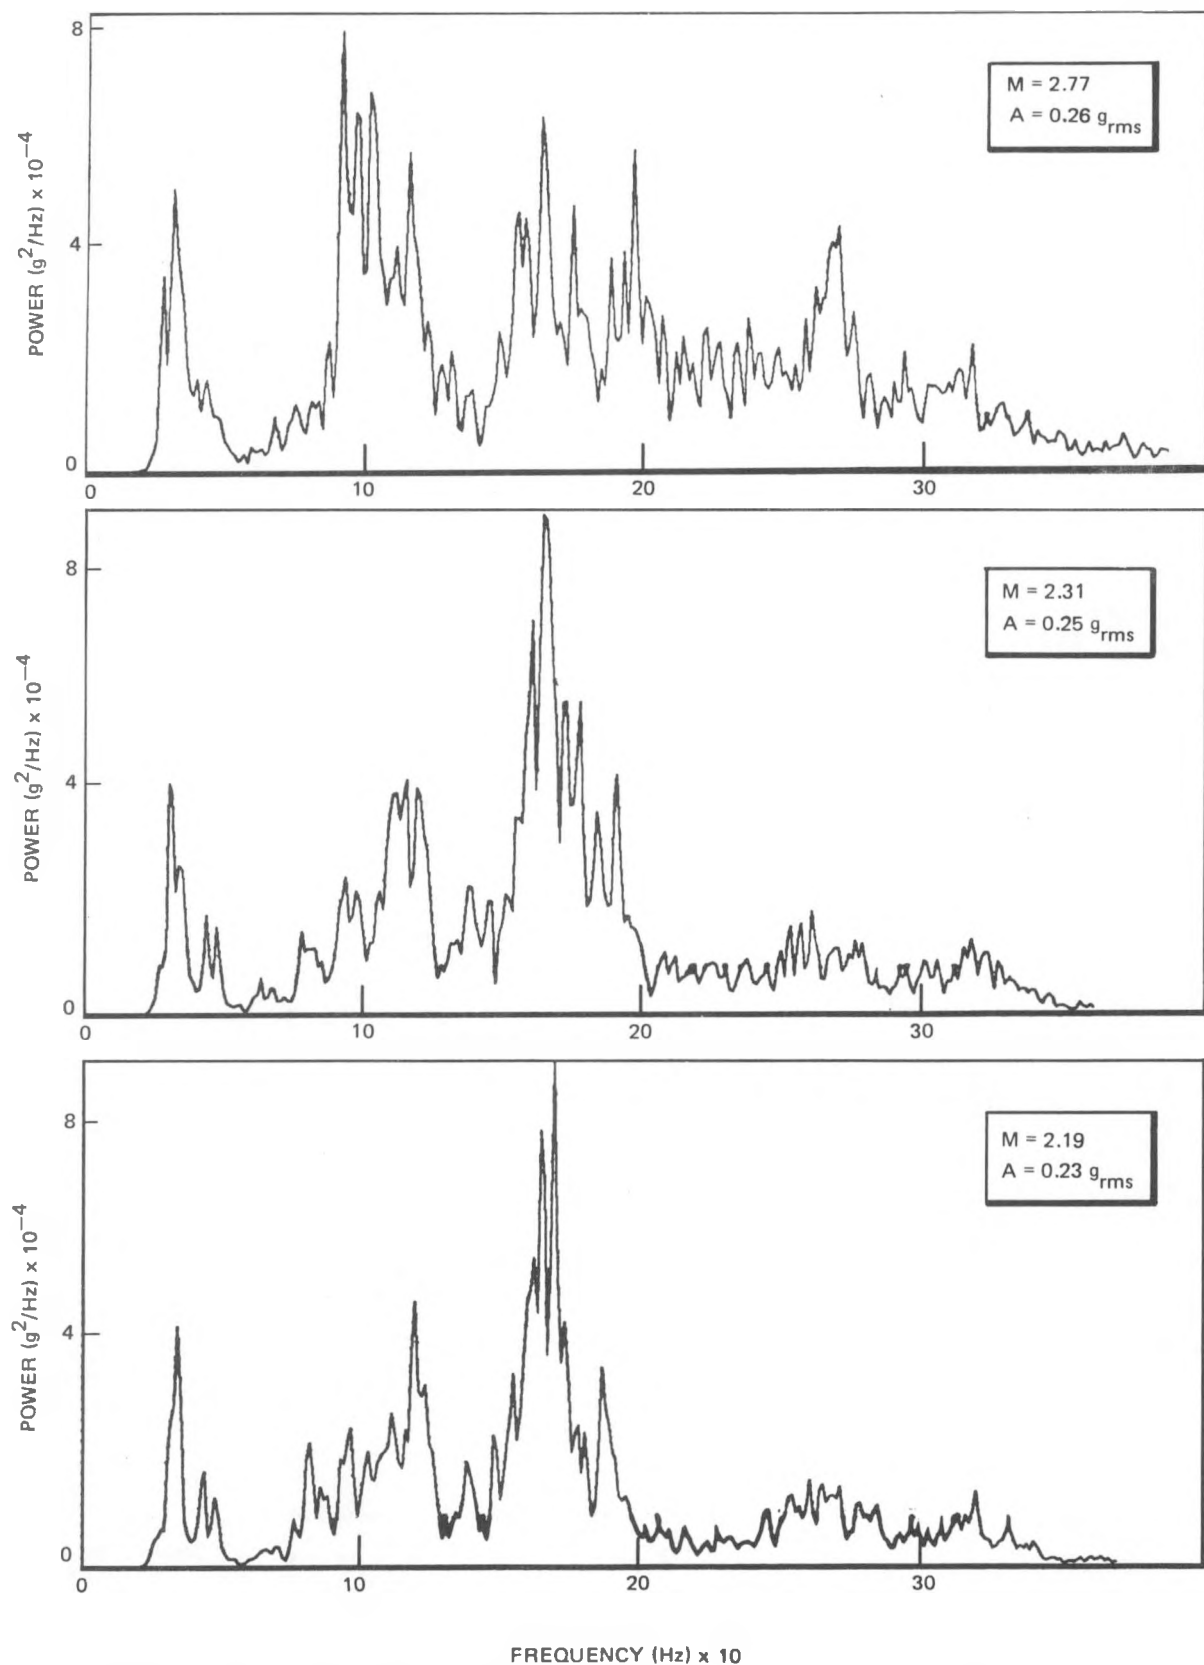 8
4
0
POWER (g²/Hz) x 10⁻⁴
M = 2.77
A = 0.26 g_rms
0 10 20 30
8
4
0
POWER (g²/Hz) x 10⁻⁴
M = 2.31
A = 0.25 g_rms
0 10 20 30
8
4
0
POWER (g²/Hz) x 10⁻⁴
M = 2.19
A = 0.23 g_rms
0 10 20 30
FREQUENCY (Hz) x 10